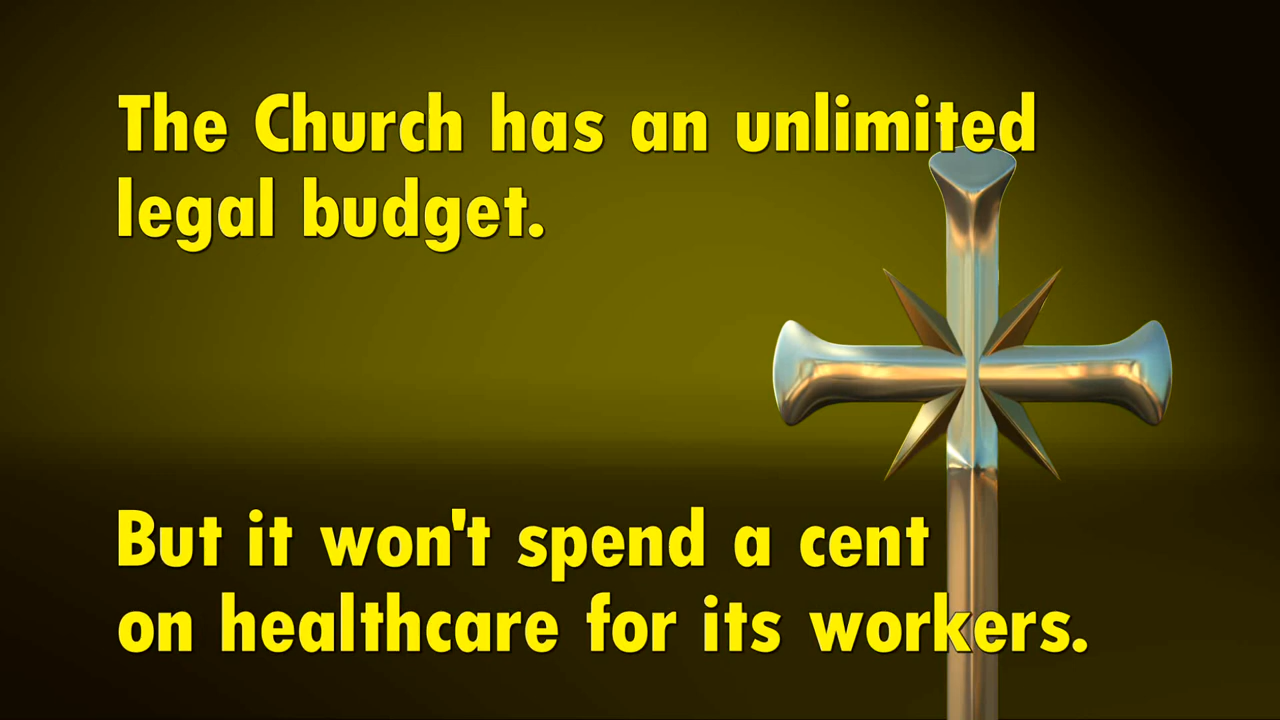 The Church has an unlimited
legal budget.
But it won't spend a cent
on healthcare for its workers.